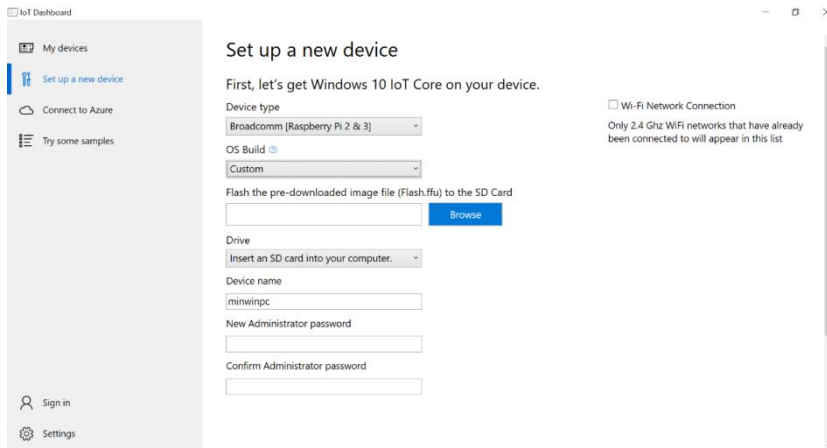 IoT Dashboard
My devices
Set up a new device
Connect to Azure
Try some samples
Sign in
Settings
Set up a new device
First, let's get Windows 10 IoT Core on your device.
Device type
Broadcomm [Raspberry Pi 2 & 3]
OS Build ?
Custom
Flash the pre-downloaded image file (Flash.ffu) to the SD Card
Browse
Drive
Insert an SD card into your computer.
Device name
minwinpc
New Administrator password
Confirm Administrator password
Wi-Fi Network Connection
Only 2.4 Ghz WiFi networks that have already
been connected to will appear in this list